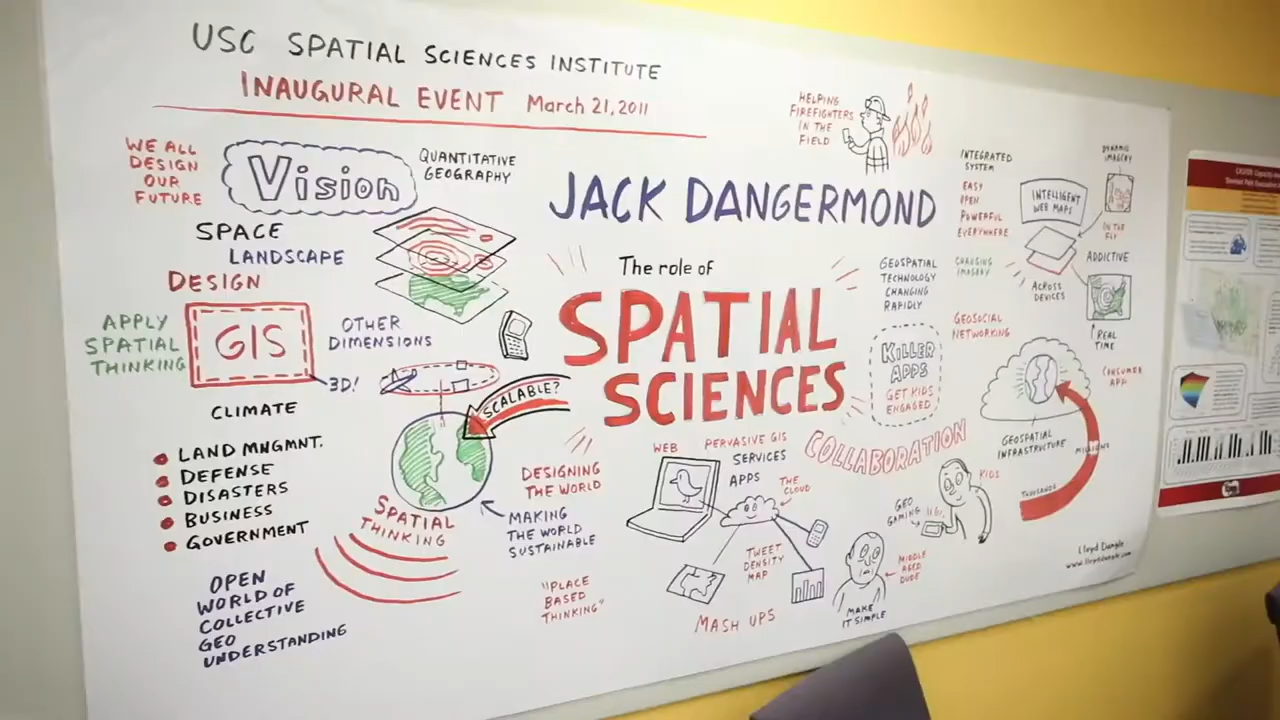 USC SPATIAL SCIENCES INSTITUTE
INAUGURAL EVENT March 21, 2011
WE ALL
DESIGN
OUR
FUTURE
Vision
QUANTITATIVE
GEOGRAPHY
SPACE
LANDSCAPE
DESIGN
APPLY
SPATIAL
THINKING
GIS
OTHER
DIMENSIONS
3D!
CLIMATE
LAND MNGMNT.
DEFENSE
DISASTERS
BUSINESS
GOVERNMENT
OPEN
WORLD OF
COLLECTIVE
GEO
UNDERSTANDING
SPATIAL
THINKING
SCALABLE?
JACK DANGERMOND
The role of
SPATIAL
SCIENCES
DESIGNING
THE WORLD
MAKING
THE WORLD
SUSTAINABLE
"PLACE
BASED
THINKING"
WEB
PERVASIVE GIS
SERVICES
APPS
THE
CLOUD
TWEET
DENSITY
MAP
MASH UPS
COLLABORATION
HELPING
FIREFIGHTERS
IN THE
FIELD
GEOSPATIAL
TECHNOLOGY
CHANGING
RAPIDLY
KILLER
APPS
GET KIDS
ENGAGED
GEO
GAMING
KIDS
MIDDLE
AGED
DUDE
MAKE
IT SIMPLE
INTEGRATED
SYSTEM
EASY
OPEN
POWERFUL
EVERYWHERE
CHANGING
IMAGERY
INTELLIGENT
WEB MAPS
DYNAMIC
IMAGERY
ON THE
FLY
ADDICTIVE
ACROSS
DEVICES
REAL
TIME
GEOSOCIAL
NETWORKING
CONSUMER
APP
GEOSPATIAL
INFRASTRUCTURE
MILLIONS
THOUSANDS
Lloyd Dangle
www.lloyddangle.com